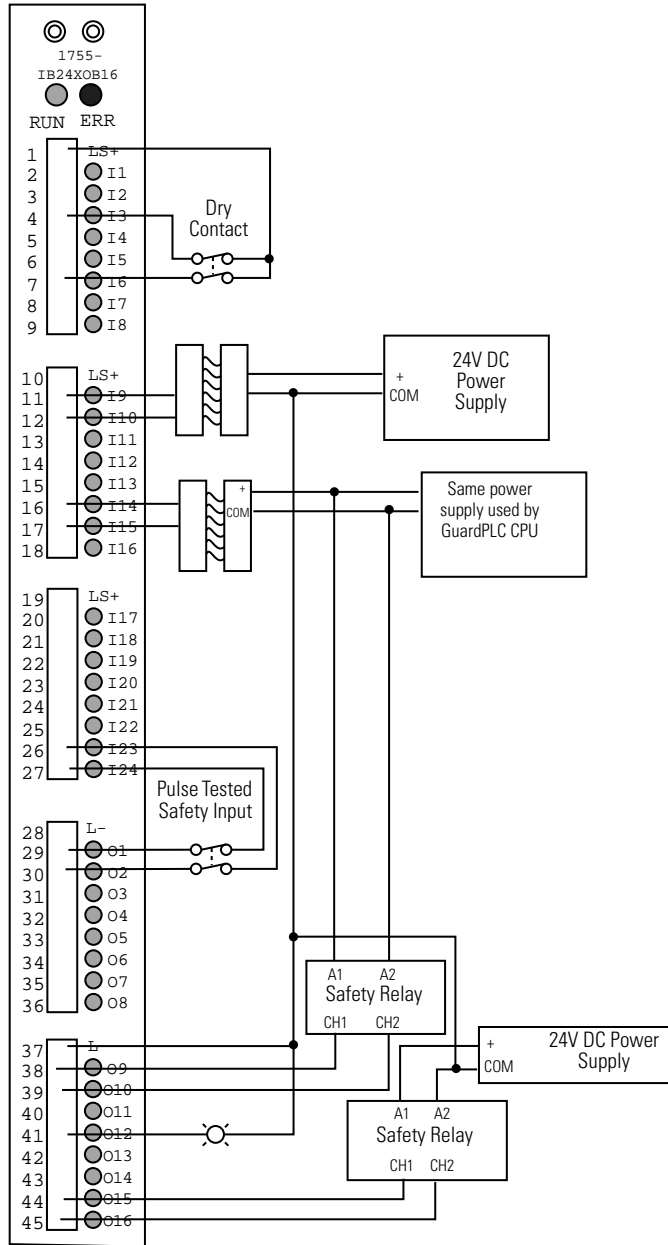 1755-
IB24XOB16
RUN ERR
1 LS+
2 I1
3 I2
4 I3
5 I4
6 I5
7 I6
8 I7
9 I8
Dry
Contact
10 LS+
11 I9
12 I10
13 I11
14 I12
15 I13
16 I14
17 I15
18 I16
+
COM
24V DC
Power
Supply
+
COM
Same power
supply used by
GuardPLC CPU
19 LS+
20 I17
21 I18
22 I19
23 I20
24 I21
25 I22
26 I23
27 I24
Pulse Tested
Safety Input
28 L-
29 O1
30 O2
31 O3
32 O4
33 O5
34 O6
35 O7
36 O8
A1 A2
Safety Relay
CH1 CH2
37 L-
38 O9
39 O10
40 O11
41 O12
42 O13
43 O14
44 O15
45 O16
+
COM
24V DC Power
Supply
A1 A2
Safety Relay
CH1 CH2